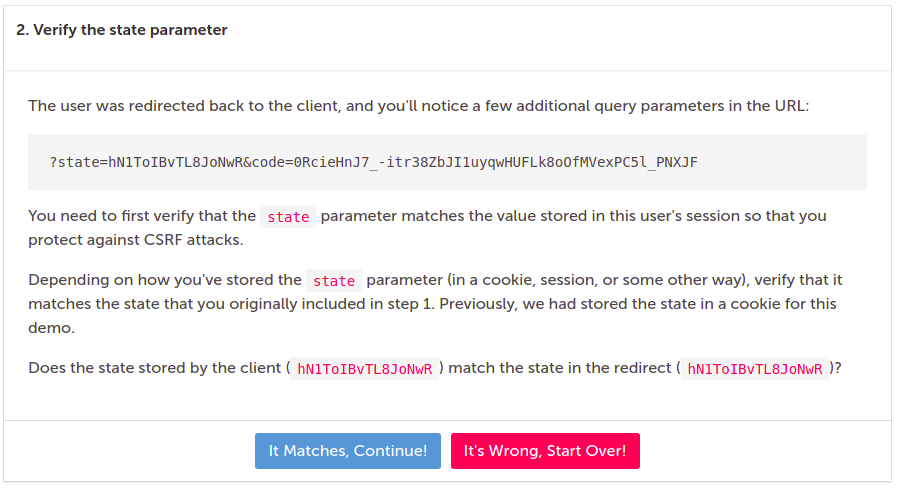 2. Verify the state parameter
The user was redirected back to the client, and you'll notice a few additional query parameters in the URL:
?state=hN1ToIBvTL8JoNwR&code=0RcieHnJ7_-itr38ZbJI1uyqwHUFLk8oOfMVexPC5l_PNXJF
You need to first verify that the state parameter matches the value stored in this user's session so that you
protect against CSRF attacks.
Depending on how you've stored the state parameter (in a cookie, session, or some other way), verify that it
matches the state that you originally included in step 1. Previously, we had stored the state in a cookie for this
demo.
Does the state stored by the client ( hN1ToIBvTL8JoNwR ) match the state in the redirect ( hN1ToIBvTL8JoNwR )?
It Matches, Continue! It's Wrong, Start Over!